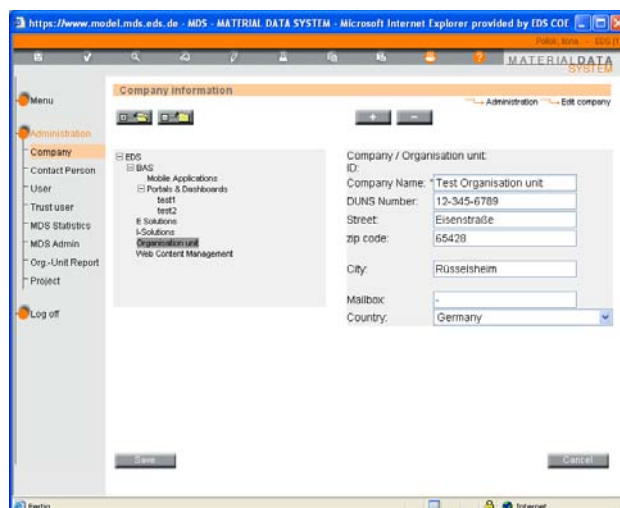 https://www.model.mds.eds.de - MDS - MATERIAL DATA SYSTEM - Microsoft Internet Explorer provided by EDS COE
MATERIALDATA
SYSTEM
Menu
Company information
Administration Edit company
+ -
Administration
Company
Contact Person
User
Trust user
MDS Statistics
MDS Admin
Org.-Unit Report
Project
Log off
EDS
BAS
Mobile Applications
Portals & Dashboards
test1
test2
E Solutions
I-Solutions
Organisation unit
Web Content Management
Company / Organisation unit:
ID:
Company Name: * Test Organisation unit
DUNS Number: 12-345-6789
Street: Eisenstraße
zip code: 65428
City: Rüsselsheim
Mailbox: -
Country: Germany
Save Cancel
Fertig Internet